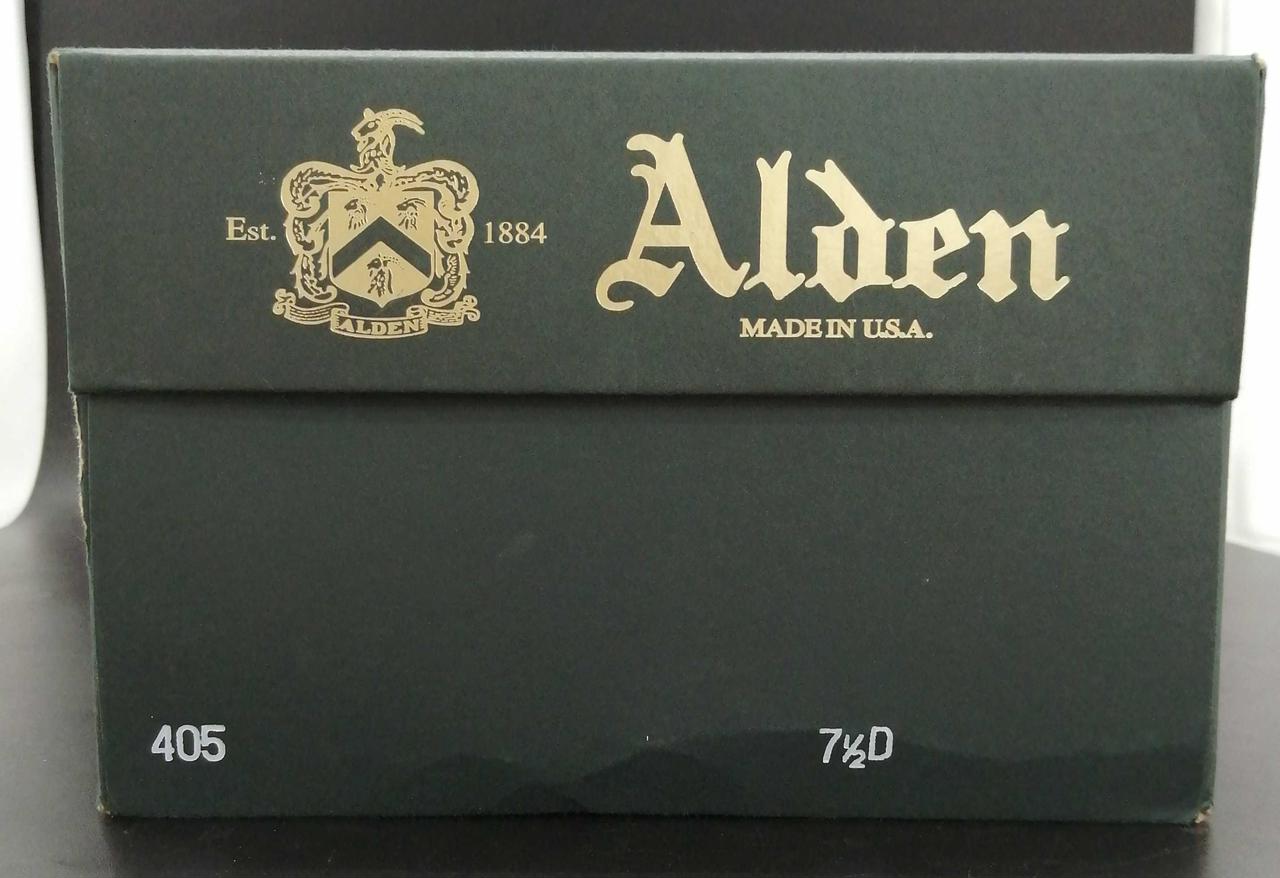 Est. 1884
ALDEN
Alden
MADE IN U.S.A.
405
7½D